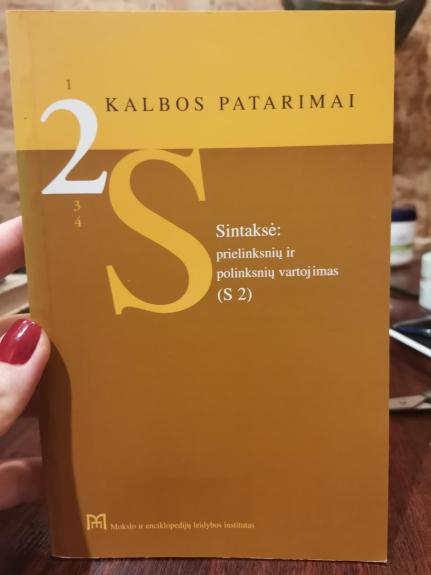 1
KALBOS PATARIMAI
2
3
4
S
Sintaksė:
prielinksnių ir
polinksnių vartojimas
(S 2)
Mokslo ir enciklopedijų leidybos institutas